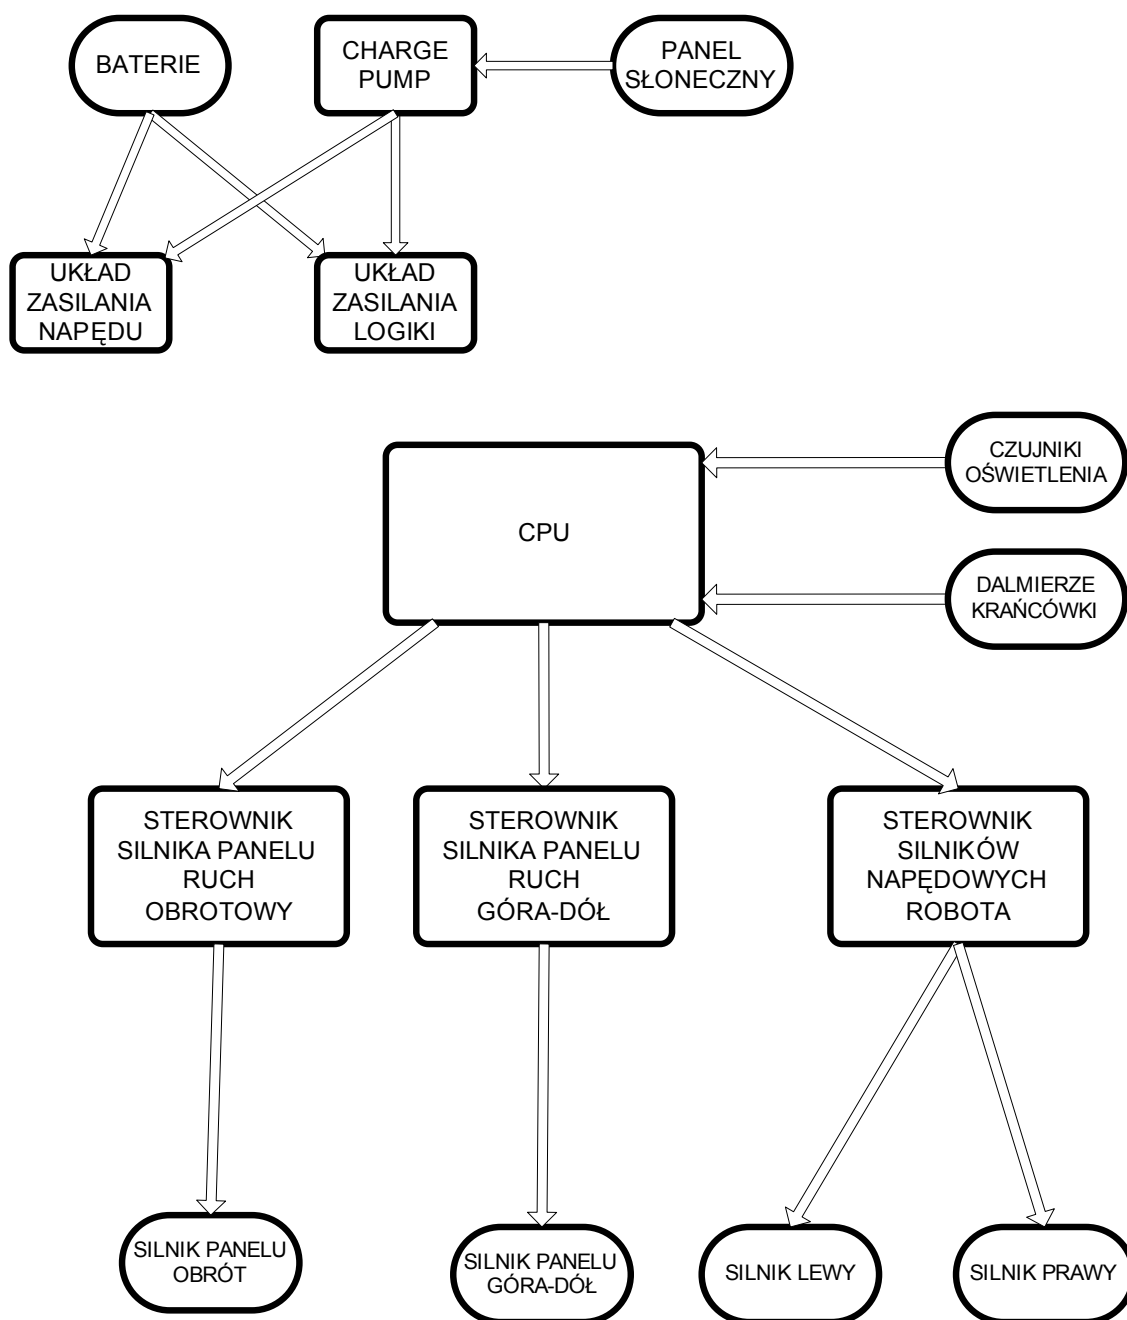 BATERIE
CHARGE
PUMP
PANEL
SŁONECZNY
UKŁAD
ZASILANIA
NAPĘDU
UKŁAD
ZASILANIA
LOGIKI
CZUJNIKI
OŚWIETLENIA
CPU
DALMIERZE
KRAŃCÓWKI
STEROWNIK
SILNIKA PANELU
RUCH
OBROTOWY
STEROWNIK
SILNIKA PANELU
RUCH
GÓRA-DÓŁ
STEROWNIK
SILNIKÓW
NAPĘDOWYCH
ROBOTA
SILNIK PANELU
OBRÓT
SILNIK PANELU
GÓRA-DÓŁ
SILNIK LEWY
SILNIK PRAWY